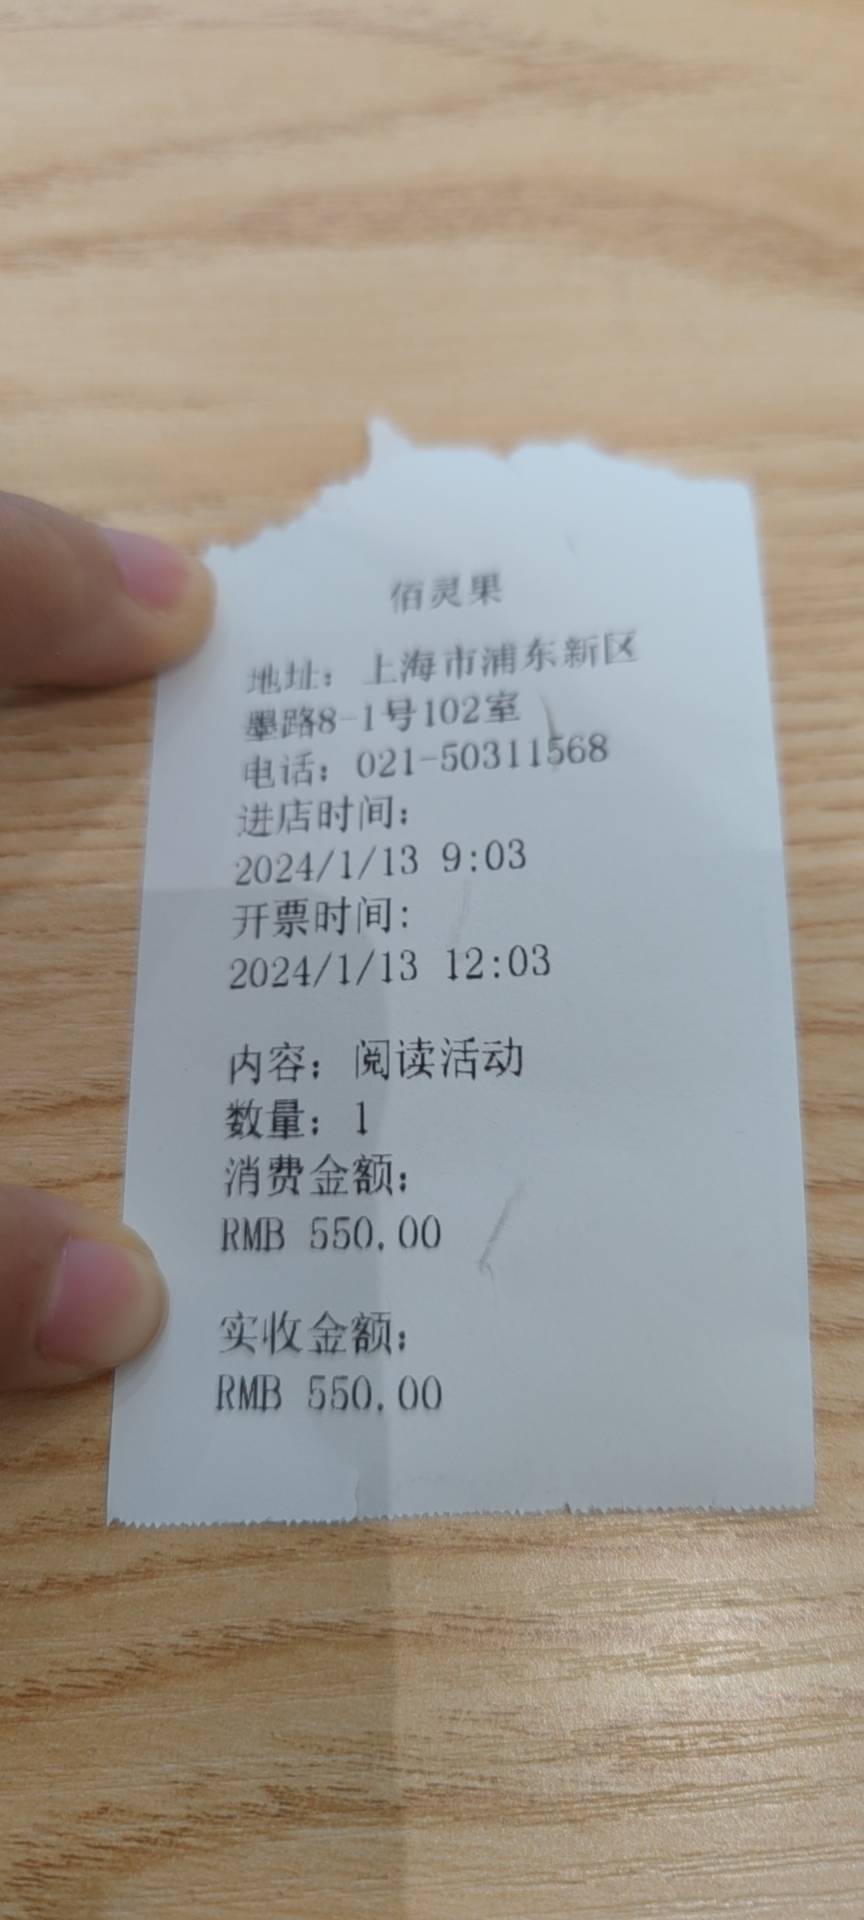 佰灵果
地址：上海市浦东新区
墨路8-1号102室
电话：021-50311568
进店时间：
2024/1/13 9:03
开票时间：
2024/1/13 12:03
内容：阅读活动
数量：1
消费金额：
RMB 550.00
实收金额：
RMB 550.00